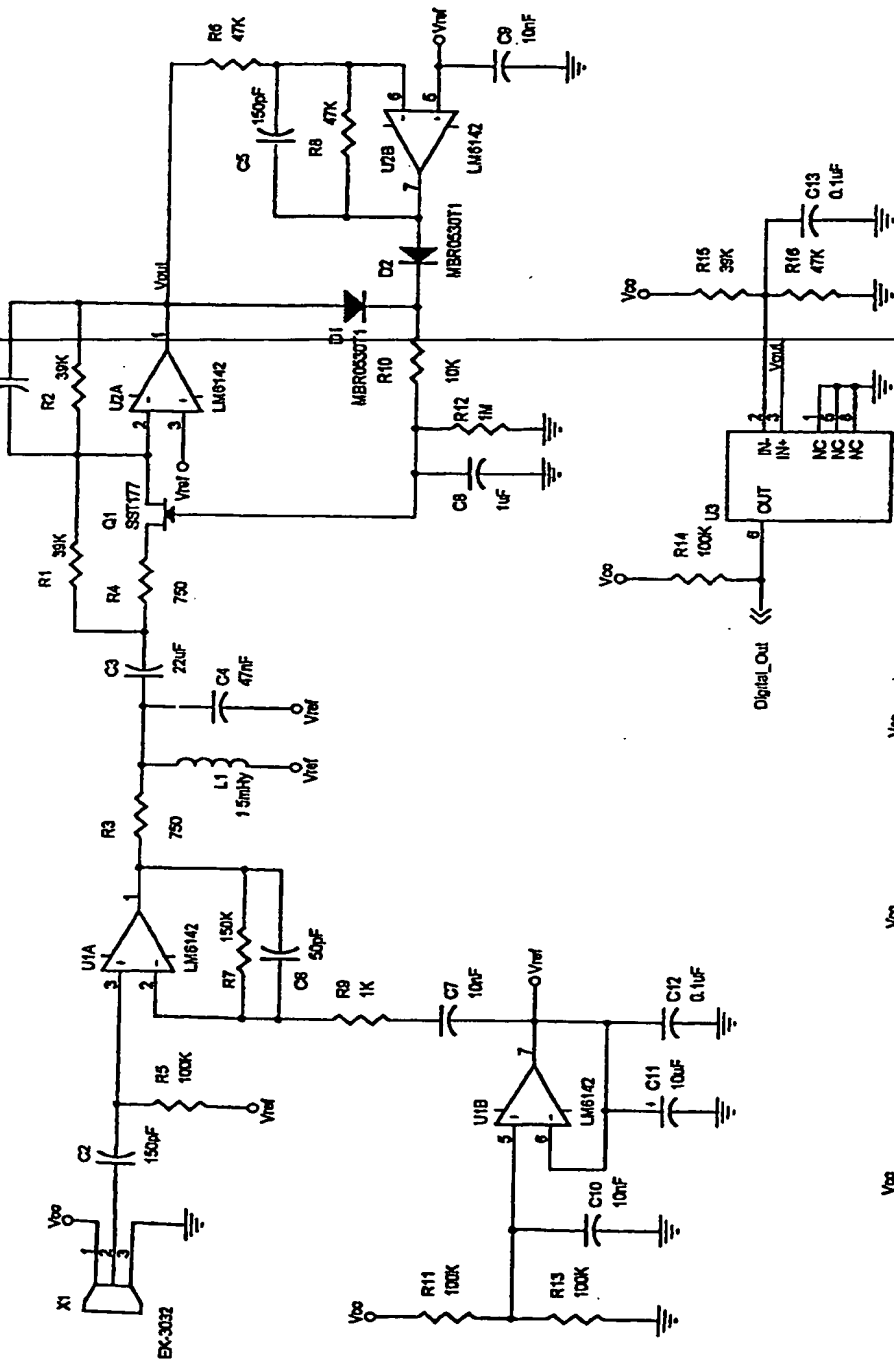 R6
47K
C5
150pF
R8
47K
6
5
7
U2B
LM6142
Vref
C9
10nF
Vout
1
R2
39K
U2A
LM6142
2
3
Vref
D1
MBR0530T1
D2
MBR0530T1
R10
10K
R12
1M
C8
1uF
Q1
SST177
R1
39K
R4
750
C3
22uF
C4
47nF
Vref
L1
15mHy
Vref
R3
750
U1A
LM6142
1
3
2
R7
150K
C6
50pF
R9
1K
C7
10nF
Vref
R5
100K
Vref
C2
150pF
Vcc
1
2
3
X1
EK-3032
U1B
LM6142
5
6
7
C12
0.1uF
C11
10uF
C10
10nF
Vcc
R11
100K
R13
100K
Vcc
R15
39K
R16
47K
C13
0.1uF
Vout
2
3
IN-
IN+
1
5
8
NC
NC
NC
U3
OUT
6
Vcc
R14
100K
Digital_Out
Vcc
Vcc
Vcc